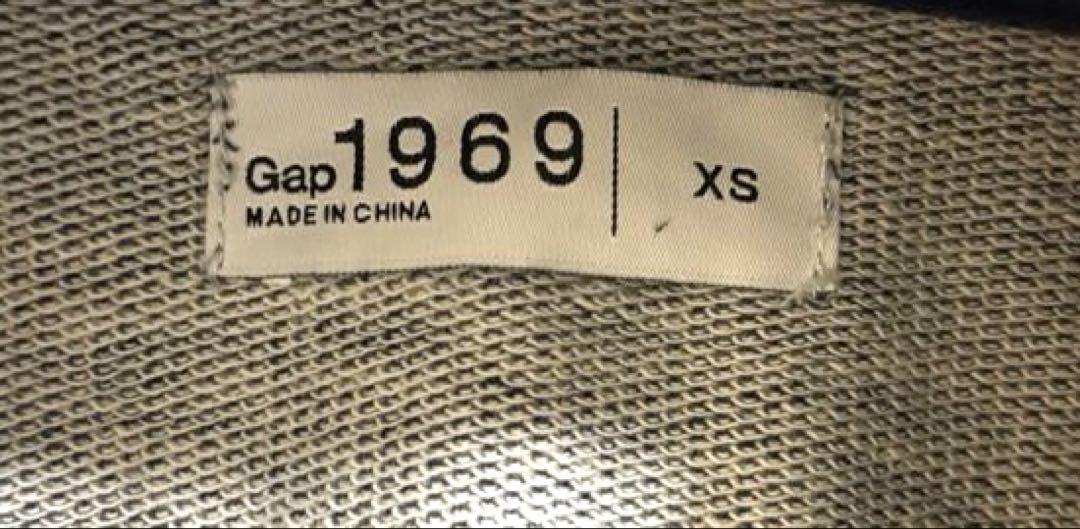 Gap1969 | XS
MADE IN CHINA